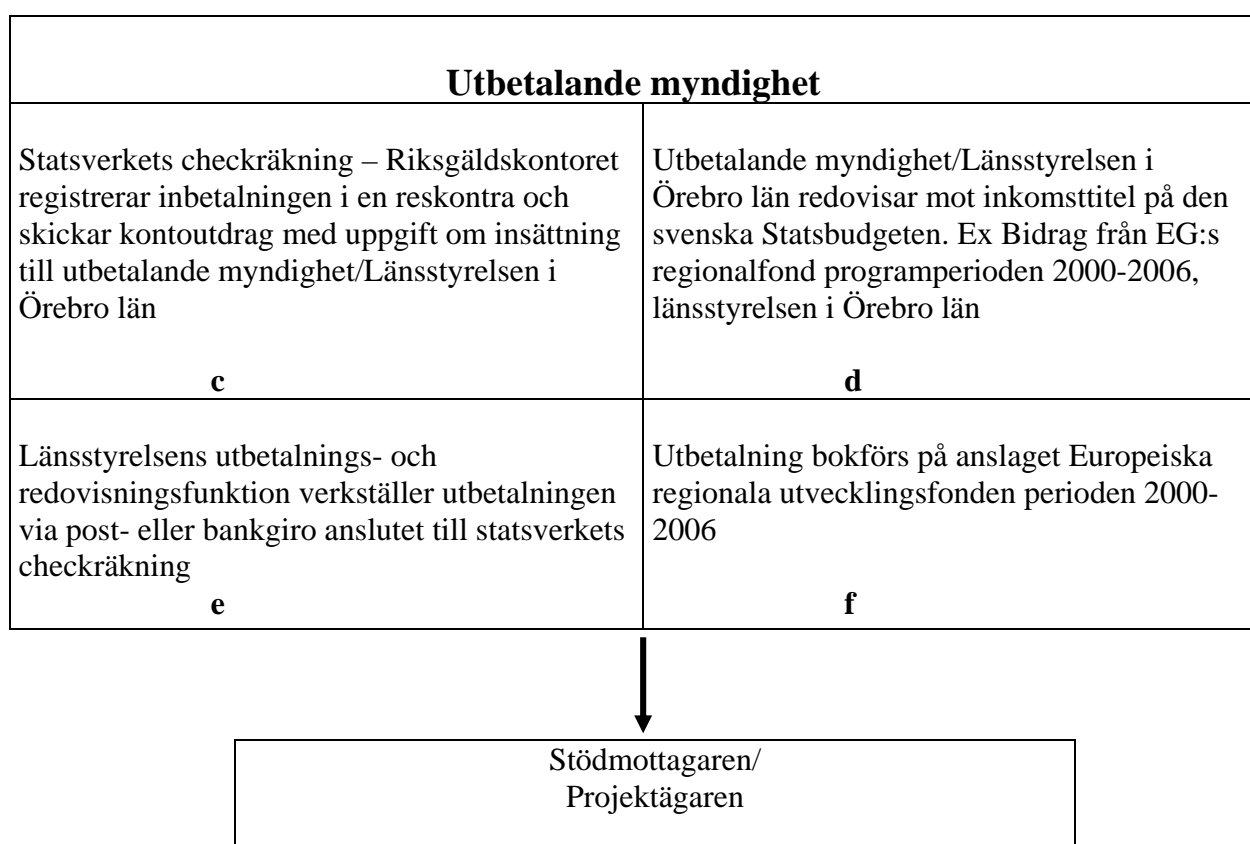 Utbetalande myndighet
Statsverkets checkräkning – Riksgäldskontoret
registrerar inbetalningen i en reskontra och
skickar kontoutdrag med uppgift om insättning
till utbetalande myndighet/Länsstyrelsen i
Örebro län
c
Utbetalande myndighet/Länsstyrelsen i
Örebro län redovisar mot inkomsttitel på den
svenska Statsbudgeten. Ex Bidrag från EG:s
regionalfond programperioden 2000-2006,
länsstyrelsen i Örebro län
d
Länsstyrelsens utbetalnings- och
redovisningsfunktion verkställer utbetalningen
via post- eller bankgiro anslutet till statsverkets
checkräkning
e
Utbetalning bokförs på anslaget Europeiska
regionala utvecklingsfonden perioden 2000-
2006
f
Stödmottagaren/
Projektägaren